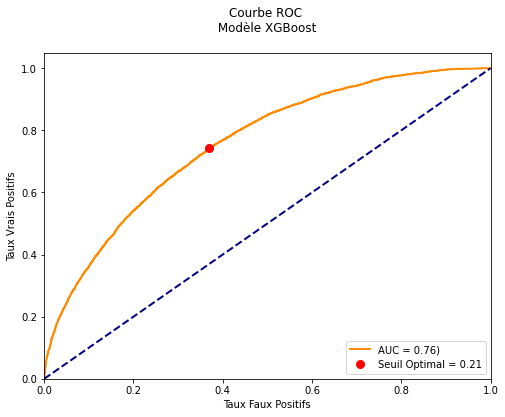 Courbe ROC
Modèle XGBoost
1.0
0.8
0.6
0.4
0.2
0.0
Taux Vrais Positifs
0.0
0.2
0.4
0.6
0.8
1.0
Taux Faux Positifs
AUC = 0.76)
Seuil Optimal = 0.21